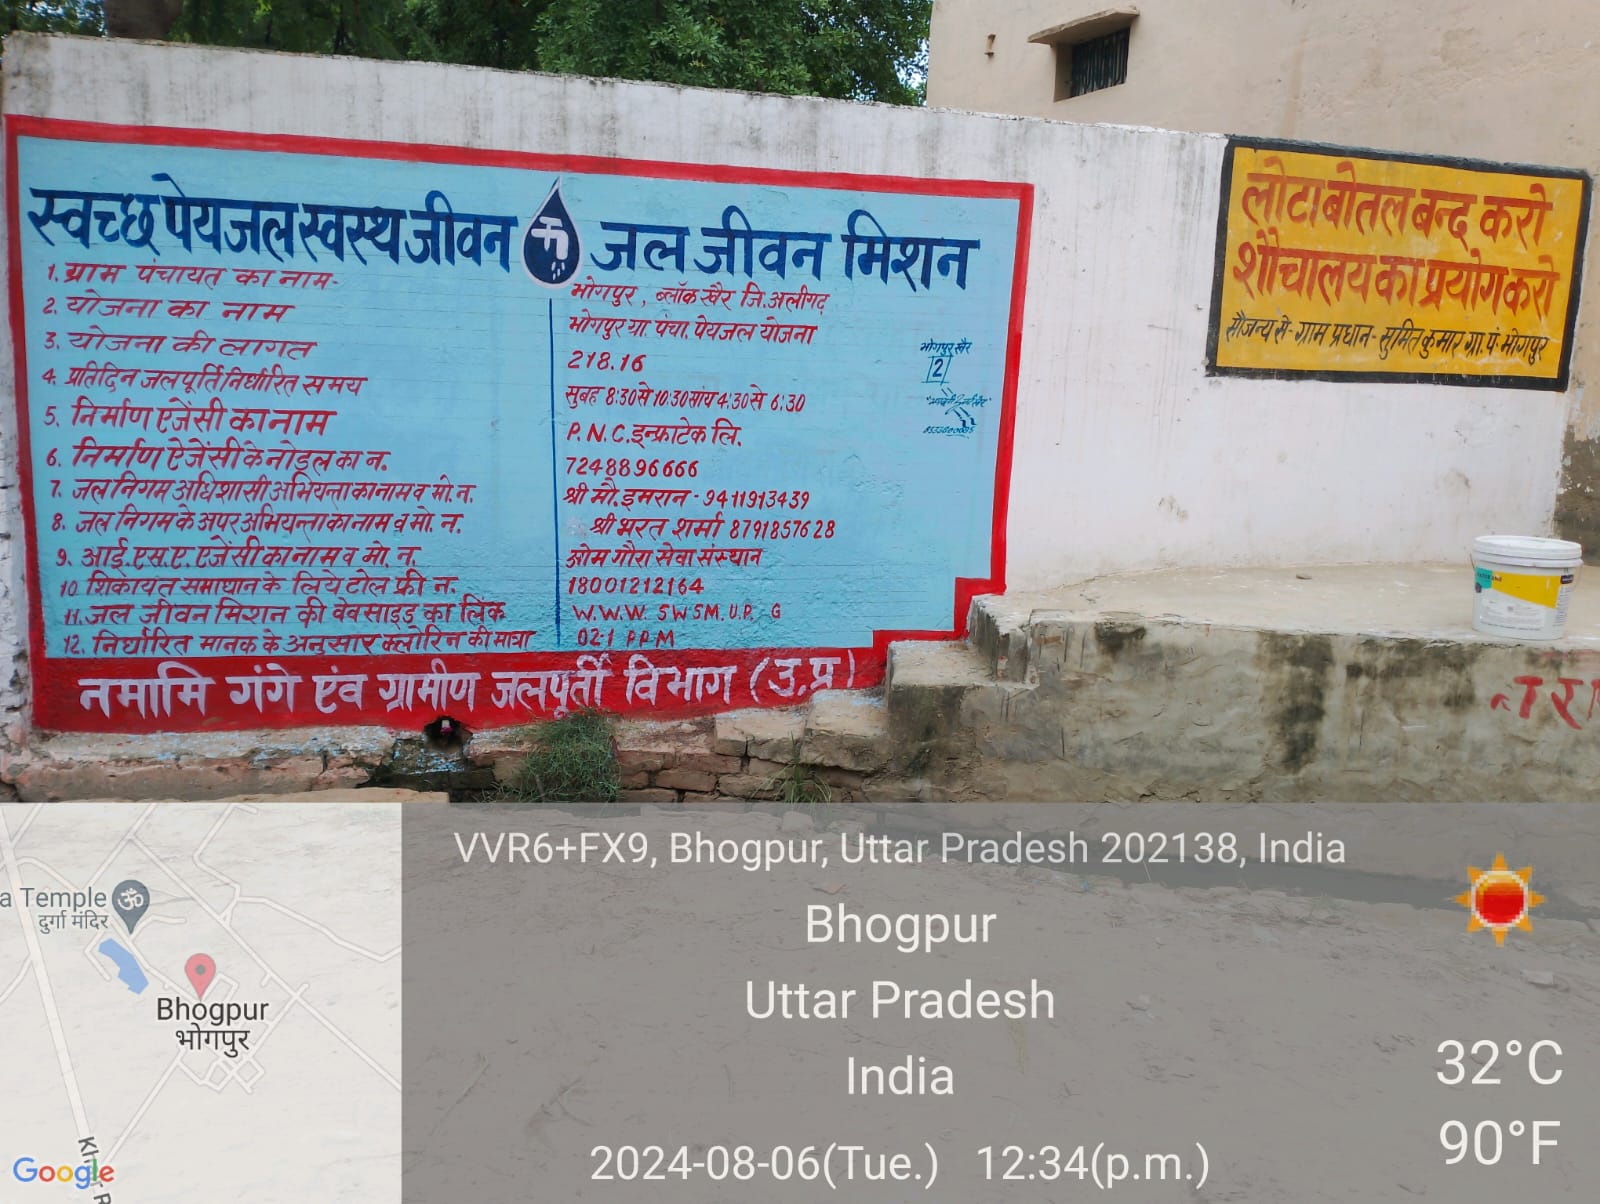 स्वच्छ पेयजल स्वस्थ जीवन जल जीवन मिशन
1. ग्राम पंचायत का नाम- भोगपुर, ब्लॉक खैर जि. अलीगढ़
2. योजना का नाम भोगपुर ग्रा. पंचा. पेयजल योजना
3. योजना की लागत 218.16
4. प्रतिदिन जलपूर्ति निर्धारित समय सुबह 8:30 से 10:30 सांय 4:30 से 6:30
5. निर्माण एजेंसी का नाम P.N.C. इन्फ्राटेक लि.
6. निर्माण ऐजेंसी के नोडल का न. 7248896666
7. जल निगम अधिशासी अभियन्ता का नाम व मो. न. श्री मौ. इमरान - 9411913439
8. जल निगम के अपर अभियन्ता का नाम व मो. न. श्री भरत शर्मा 8791857628
9. आई.एस.ए. एजेंसी का नाम व मो. न. ओम गौरा सेवा संस्थान
10 शिकायत समाधान के लिये टोल फ्री न. 18001212164
11. जल जीवन मिशन की वेबसाइड का लिंक W.W.W. SWSM.U.P. G
12. निर्धारित मानक के अनुसार क्लोरिन की मात्रा 02.1 PPM
नमामि गंगे एंव ग्रामीण जलपूर्ती विभाग (उ.प्र)
भोगपुर खैर
2
लोटा बोतल बन्द करो
शौचालय का प्रयोग करो
सौजन्य से- ग्राम प्रधान- सुमित कुमार ग्रा.पं. भोगपुर
VVR6+FX9, Bhogpur, Uttar Pradesh 202138, India
Bhogpur
Uttar Pradesh
India
2024-08-06(Tue.) 12:34(p.m.)
32°C
90°F
a Temple
दुर्गा मंदिर
Bhogpur
भोगपुर
Google